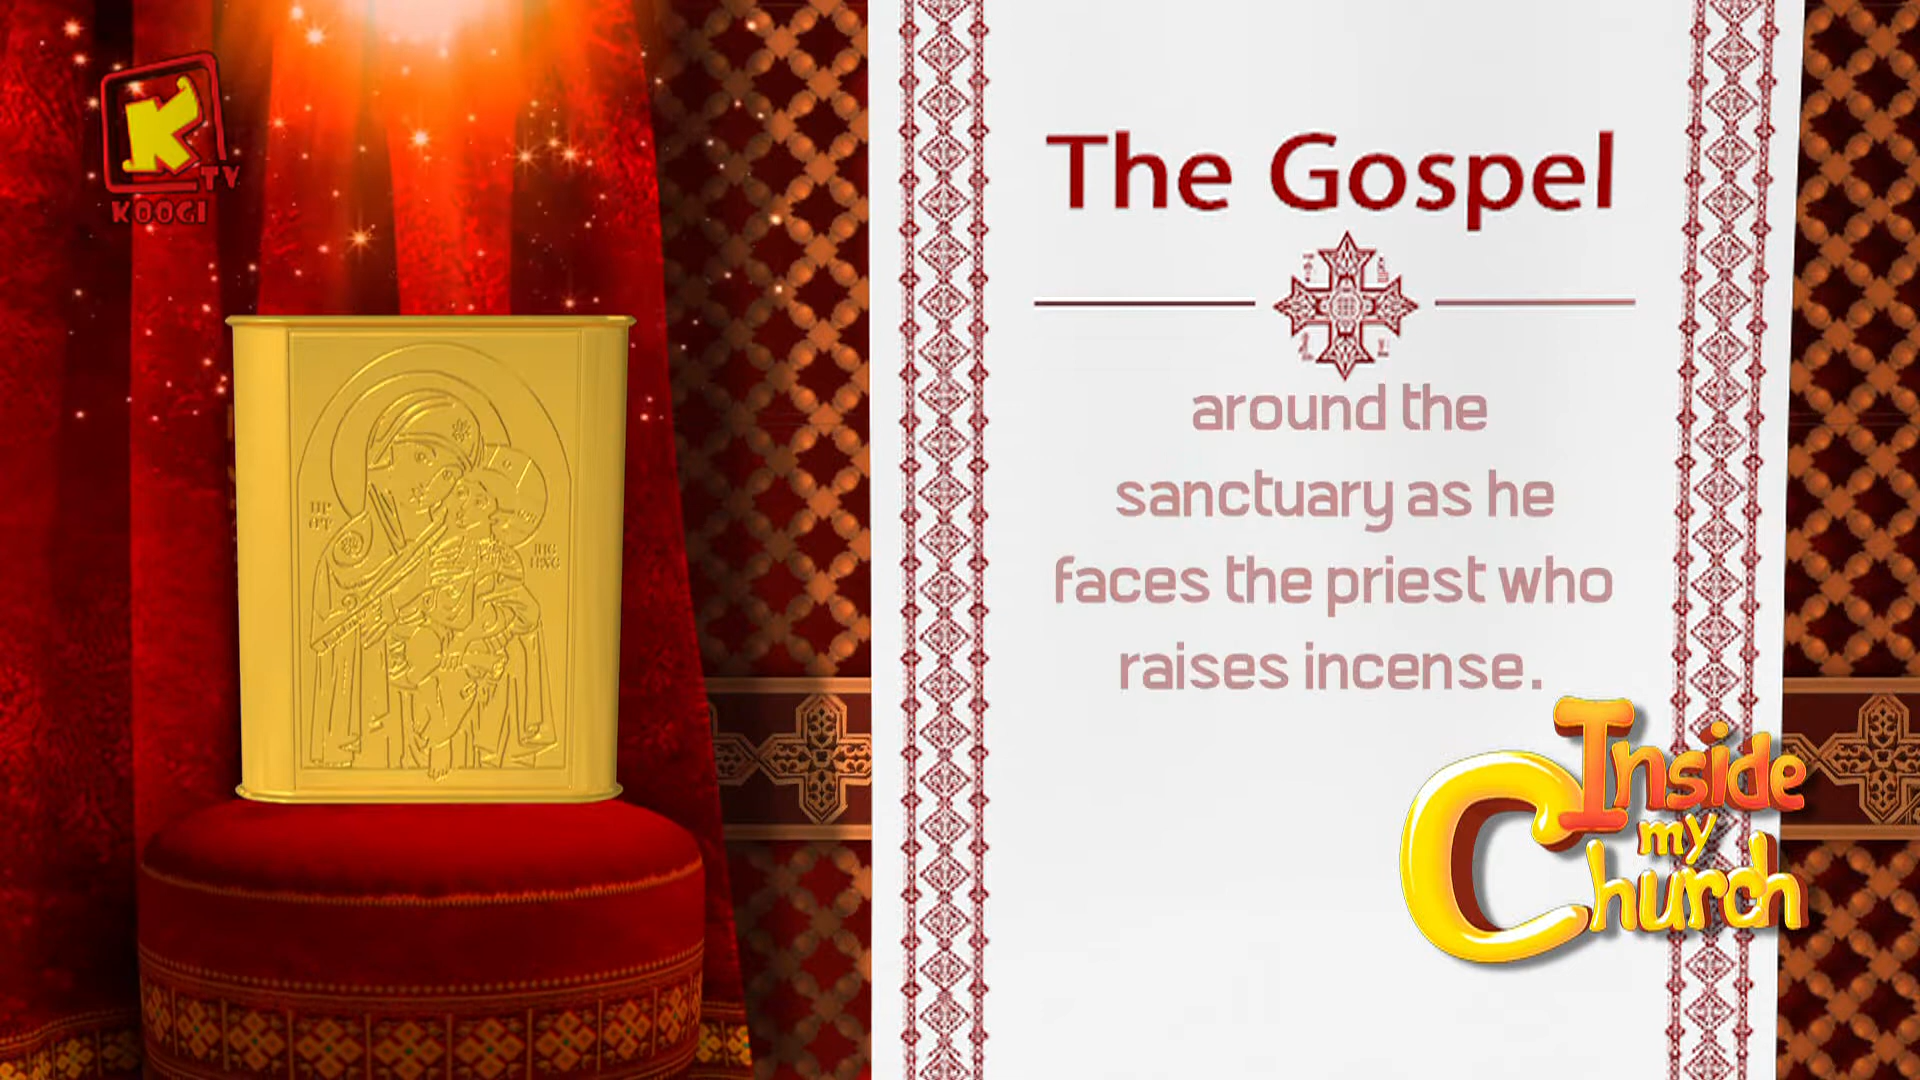 K TV
KOOGI
The Gospel
around the
sanctuary as he
faces the priest who
raises incense.
Inside
my
Church